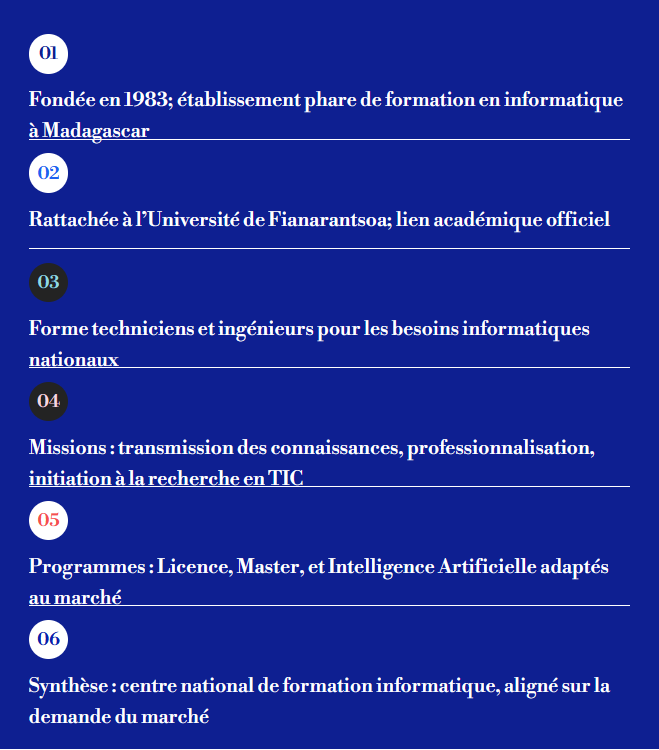 01
Fondée en 1983; établissement phare de formation en informatique
à Madagascar
02
Rattachée à l’Université de Fianarantsoa; lien académique officiel
03
Forme techniciens et ingénieurs pour les besoins informatiques
nationaux
04
Missions : transmission des connaissances, professionnalisation,
initiation à la recherche en TIC
05
Programmes : Licence, Master, et Intelligence Artificielle adaptés
au marché
06
Synthèse : centre national de formation informatique, aligné sur la
demande du marché